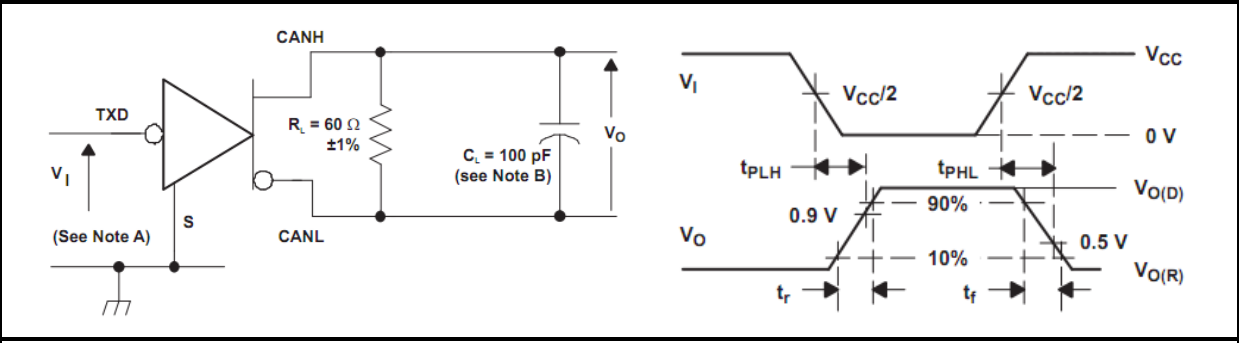 CANH
TXD
R_L = 60 Ω
±1%
C_L = 100 pF
(see Note B)
V_O
V_I
S
(See Note A)
CANL
V_I
V_CC
V_CC/2
V_CC/2
0 V
t_PLH
t_PHL
V_O(D)
90%
0.9 V
V_O
0.5 V
10%
V_O(R)
t_r
t_f